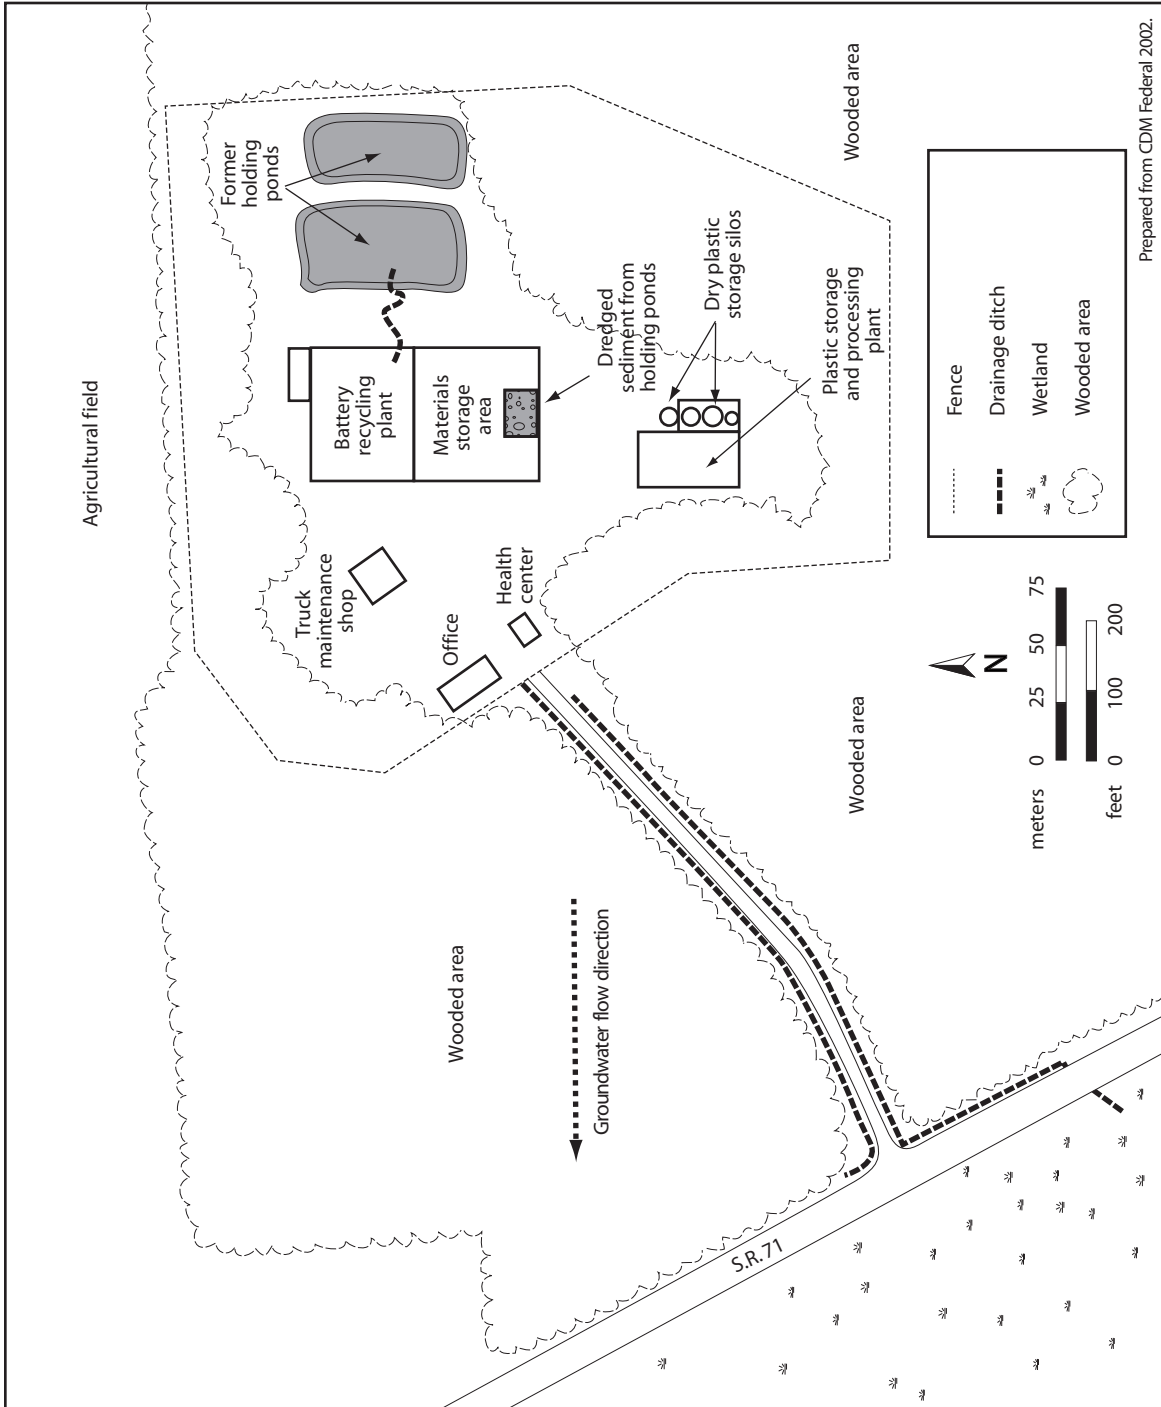 Agricultural field
Former
holding
ponds
Wooded area
Battery
recycling
plant
Materials
storage
area
Dredged
sediment from
holding ponds
Dry plastic
storage silos
Plastic storage
and processing
plant
Truck
maintenance
shop
Office
Health
center
Wooded area
Groundwater flow direction
Wooded area
S.R. 71
Fence
Drainage ditch
Wetland
Wooded area
N
meters 0 25 50 75
feet 0 100 200
Prepared from CDM Federal 2002.